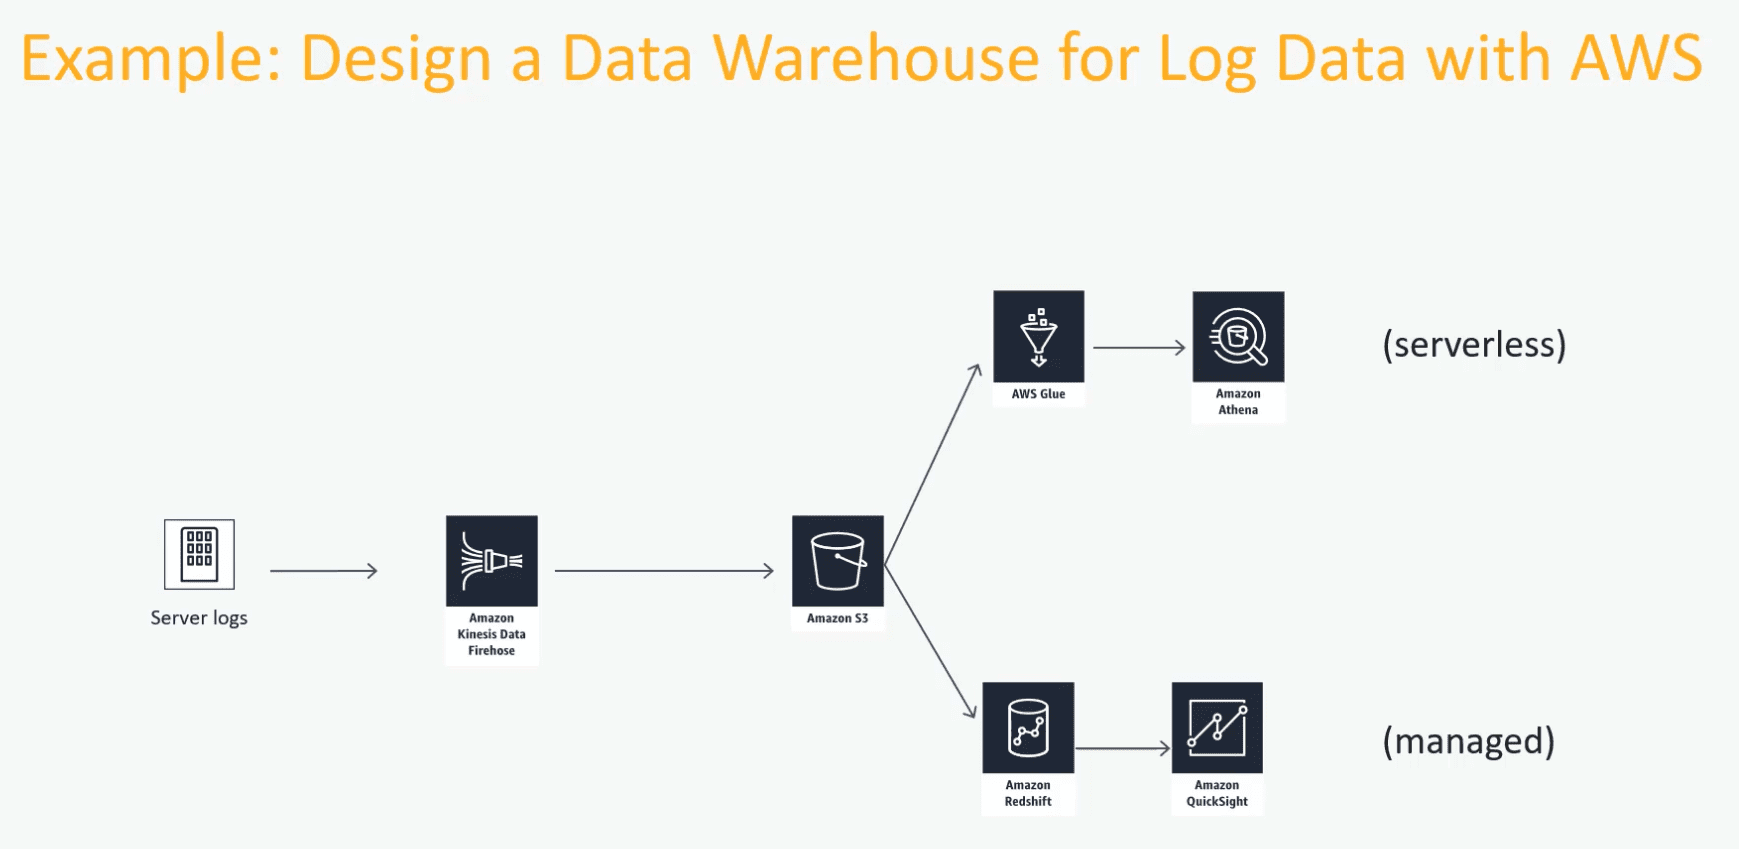 Example: Design a Data Warehouse for Log Data with AWS
AWS Glue
Amazon
Athena
(serverless)
Server logs
Amazon
Kinesis Data
Firehose
Amazon S3
Amazon
Redshift
Amazon
QuickSight
(managed)